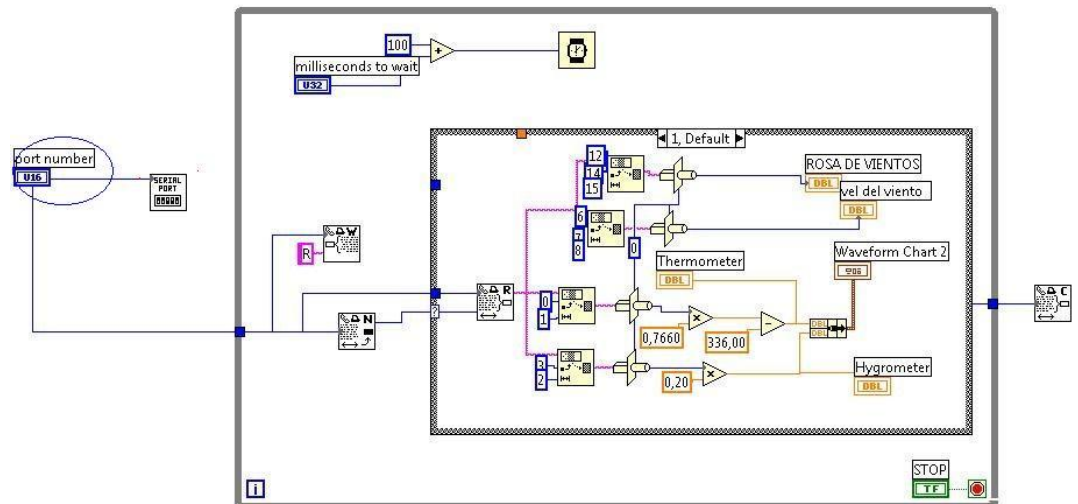 100
milliseconds to wait
U32
port number
U16
SERIAL
PORT
1, Default
12
14
15
ROSA DE VIENTOS
DBL
vel del viento
DBL
6
7
8
0
W
R
Thermometer
DBL
Waveform Chart 2
R
0
1
N
?
C
DBL
DBL
0,7660
336,00
3
2
0,20
Hygrometer
DBL
STOP
TF
i